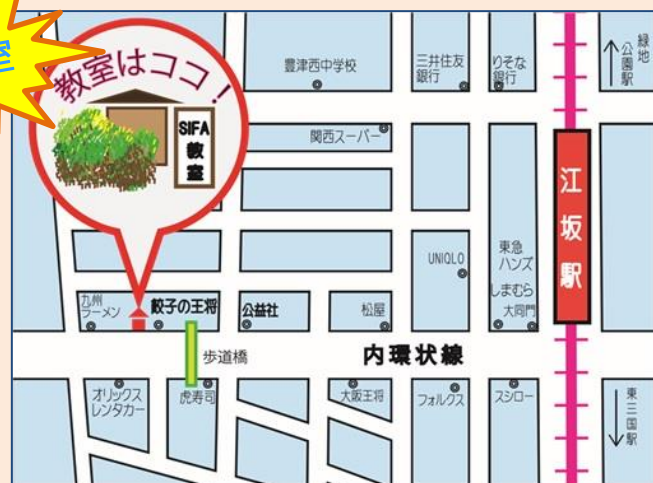 教室はココ!
SIFA
教
室
豊津西中学校
三井住友
銀行
りそな
銀行
緑地
公園駅
関西スーパー
江坂駅
UNIQLO
東急
ハンズ
しまむら
大同門
九州
ラーメン
餃子の王将
公益社
松屋
歩道橋
内環状線
オリックス
レンタカー
虎寿司
大阪王将
フォルクス
スシロー
東三国駅